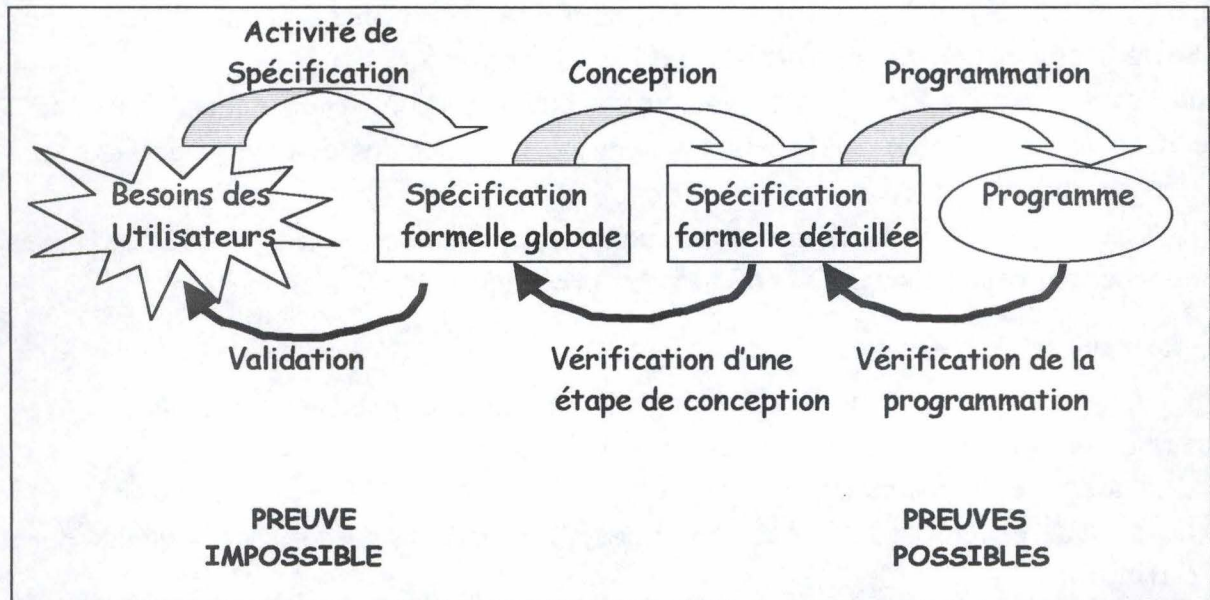 Activité de
Spécification
Conception
Programmation
Besoins des
Utilisateurs
Spécification
formelle globale
Spécification
formelle détaillée
Programme
Validation
Vérification d'une
étape de conception
Vérification de la
programmation
PREUVE
IMPOSSIBLE
PREUVES
POSSIBLES